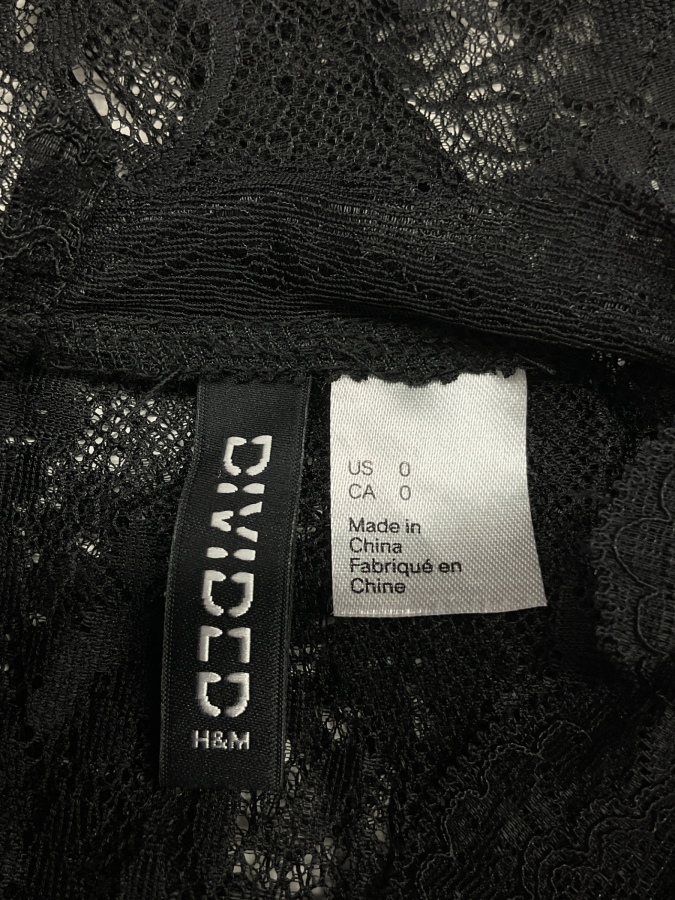 DIVIDED
H&M
US 0
CA 0
Made in
China
Fabriqué en
Chine